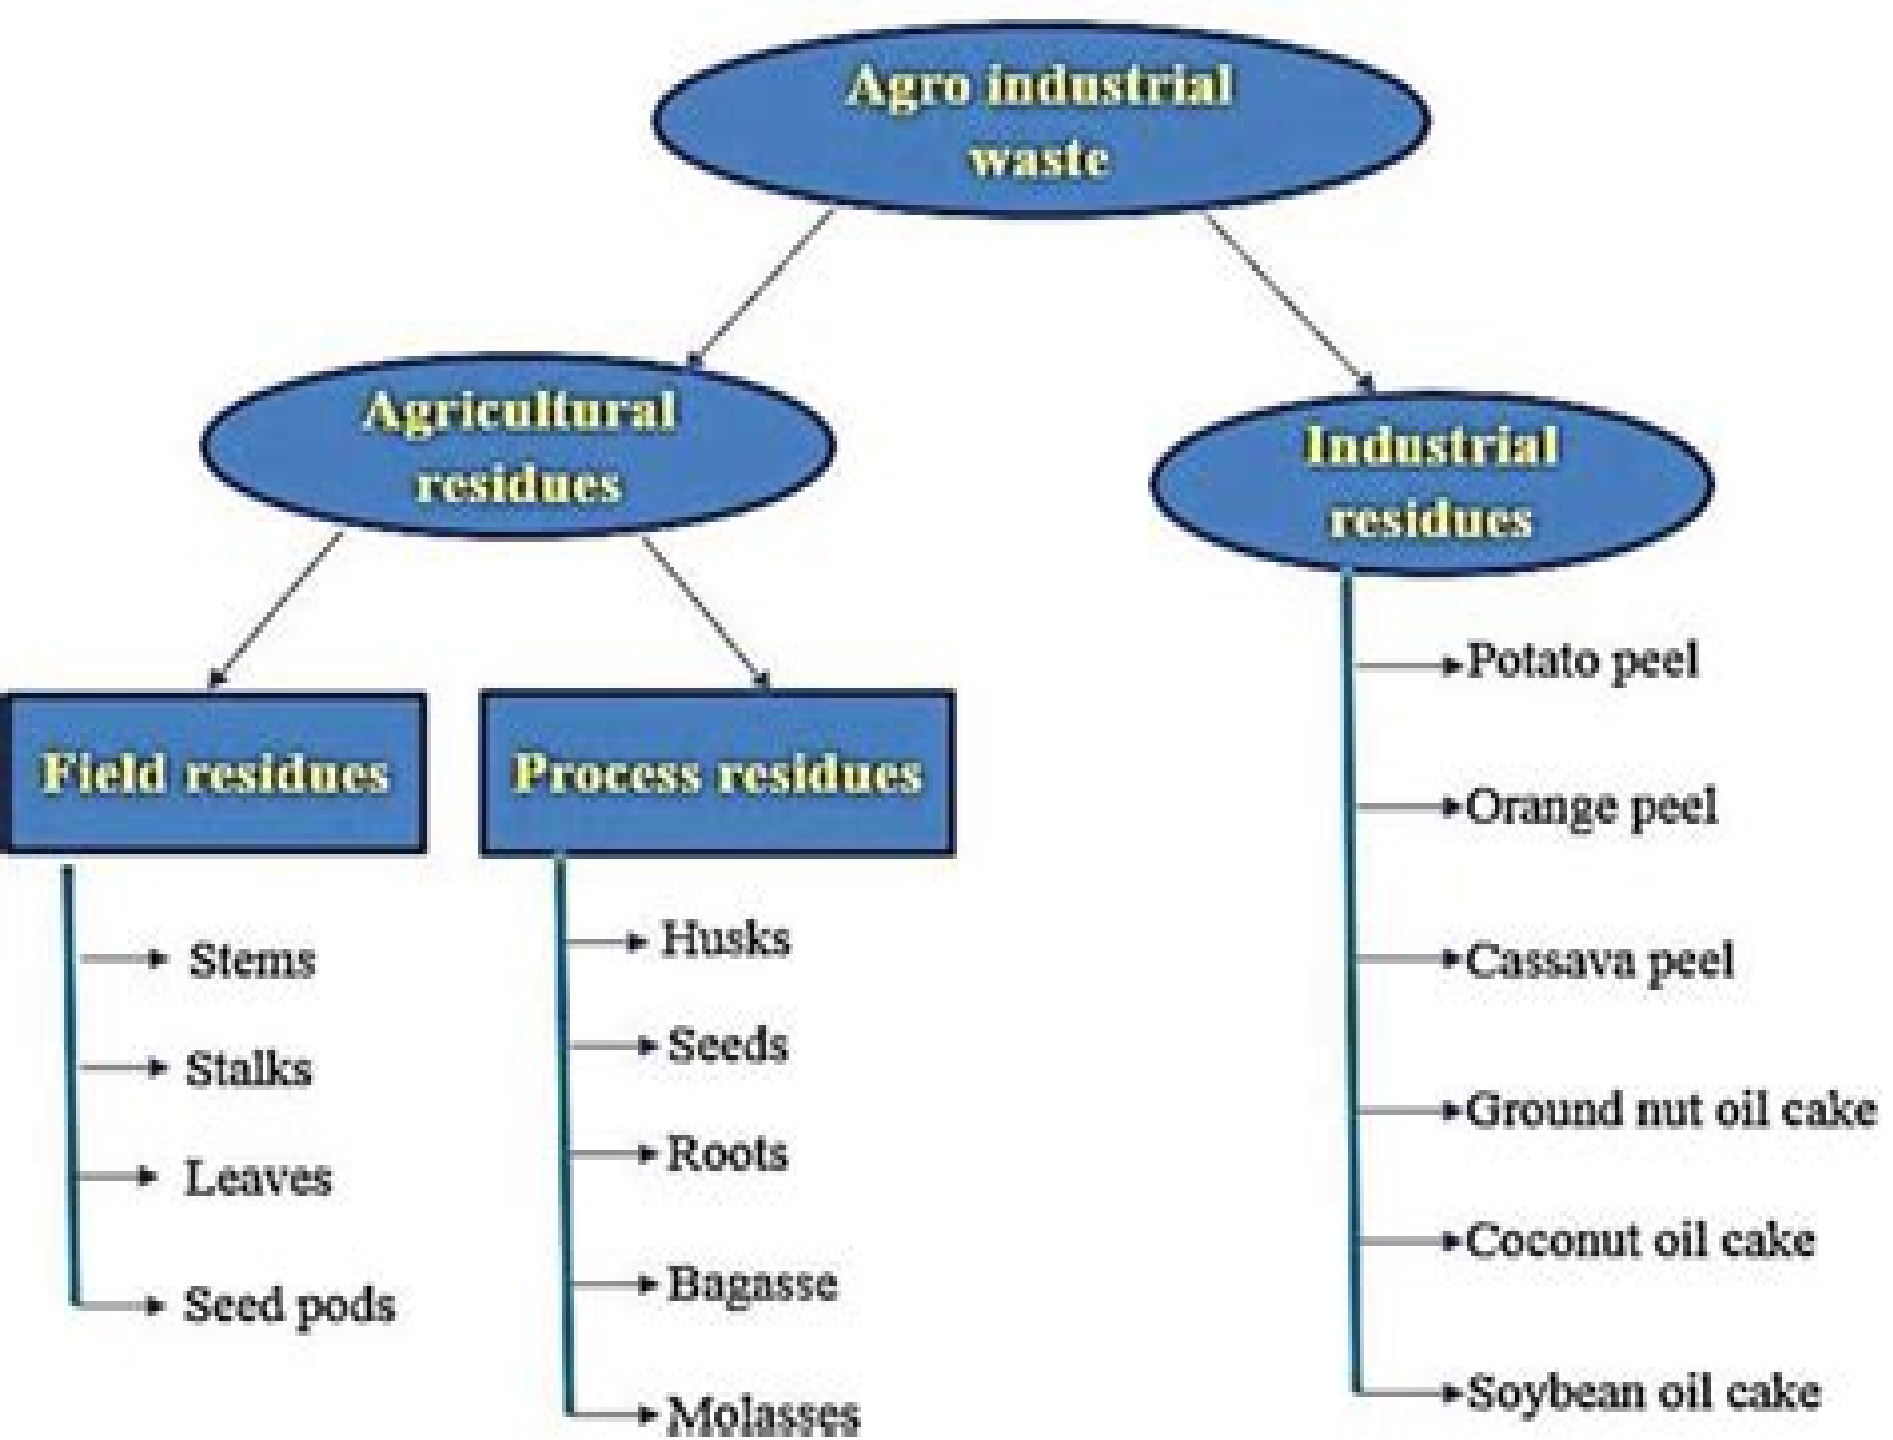 Agro industrial
waste
Agricultural
residues
Industrial
residues
Field residues
Process residues
Stems
Stalks
Leaves
Seed pods
Husks
Seeds
Roots
Bagasse
Molasses
Potato peel
Orange peel
Cassava peel
Ground nut oil cake
Coconut oil cake
Soybean oil cake